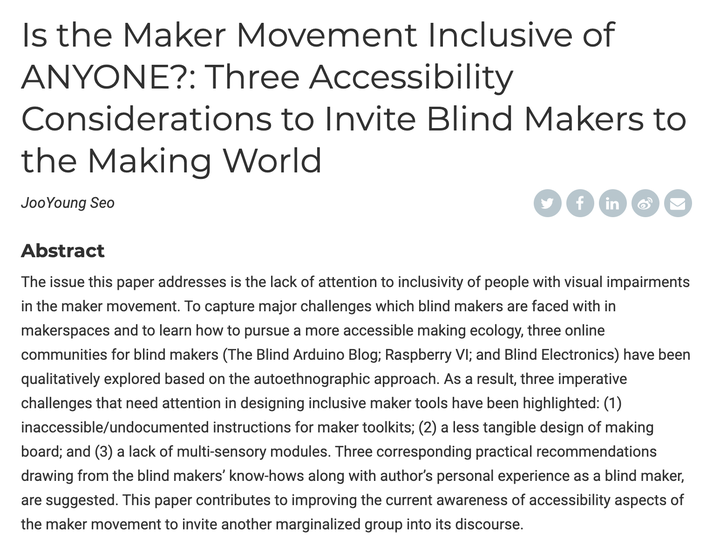 Is the Maker Movement Inclusive of
ANYONE?: Three Accessibility
Considerations to Invite Blind Makers to
the Making World
JooYoung Seo
Abstract
The issue this paper addresses is the lack of attention to inclusivity of people with visual impairments
in the maker movement. To capture major challenges which blind makers are faced with in
makerspaces and to learn how to pursue a more accessible making ecology, three online
communities for blind makers (The Blind Arduino Blog; Raspberry VI; and Blind Electronics) have been
qualitatively explored based on the autoethnographic approach. As a result, three imperative
challenges that need attention in designing inclusive maker tools have been highlighted: (1)
inaccessible/undocumented instructions for maker toolkits; (2) a less tangible design of making
board; and (3) a lack of multi-sensory modules. Three corresponding practical recommendations
drawing from the blind makers’ know-hows along with author’s personal experience as a blind maker,
are suggested. This paper contributes to improving the current awareness of accessibility aspects of
the maker movement to invite another marginalized group into its discourse.